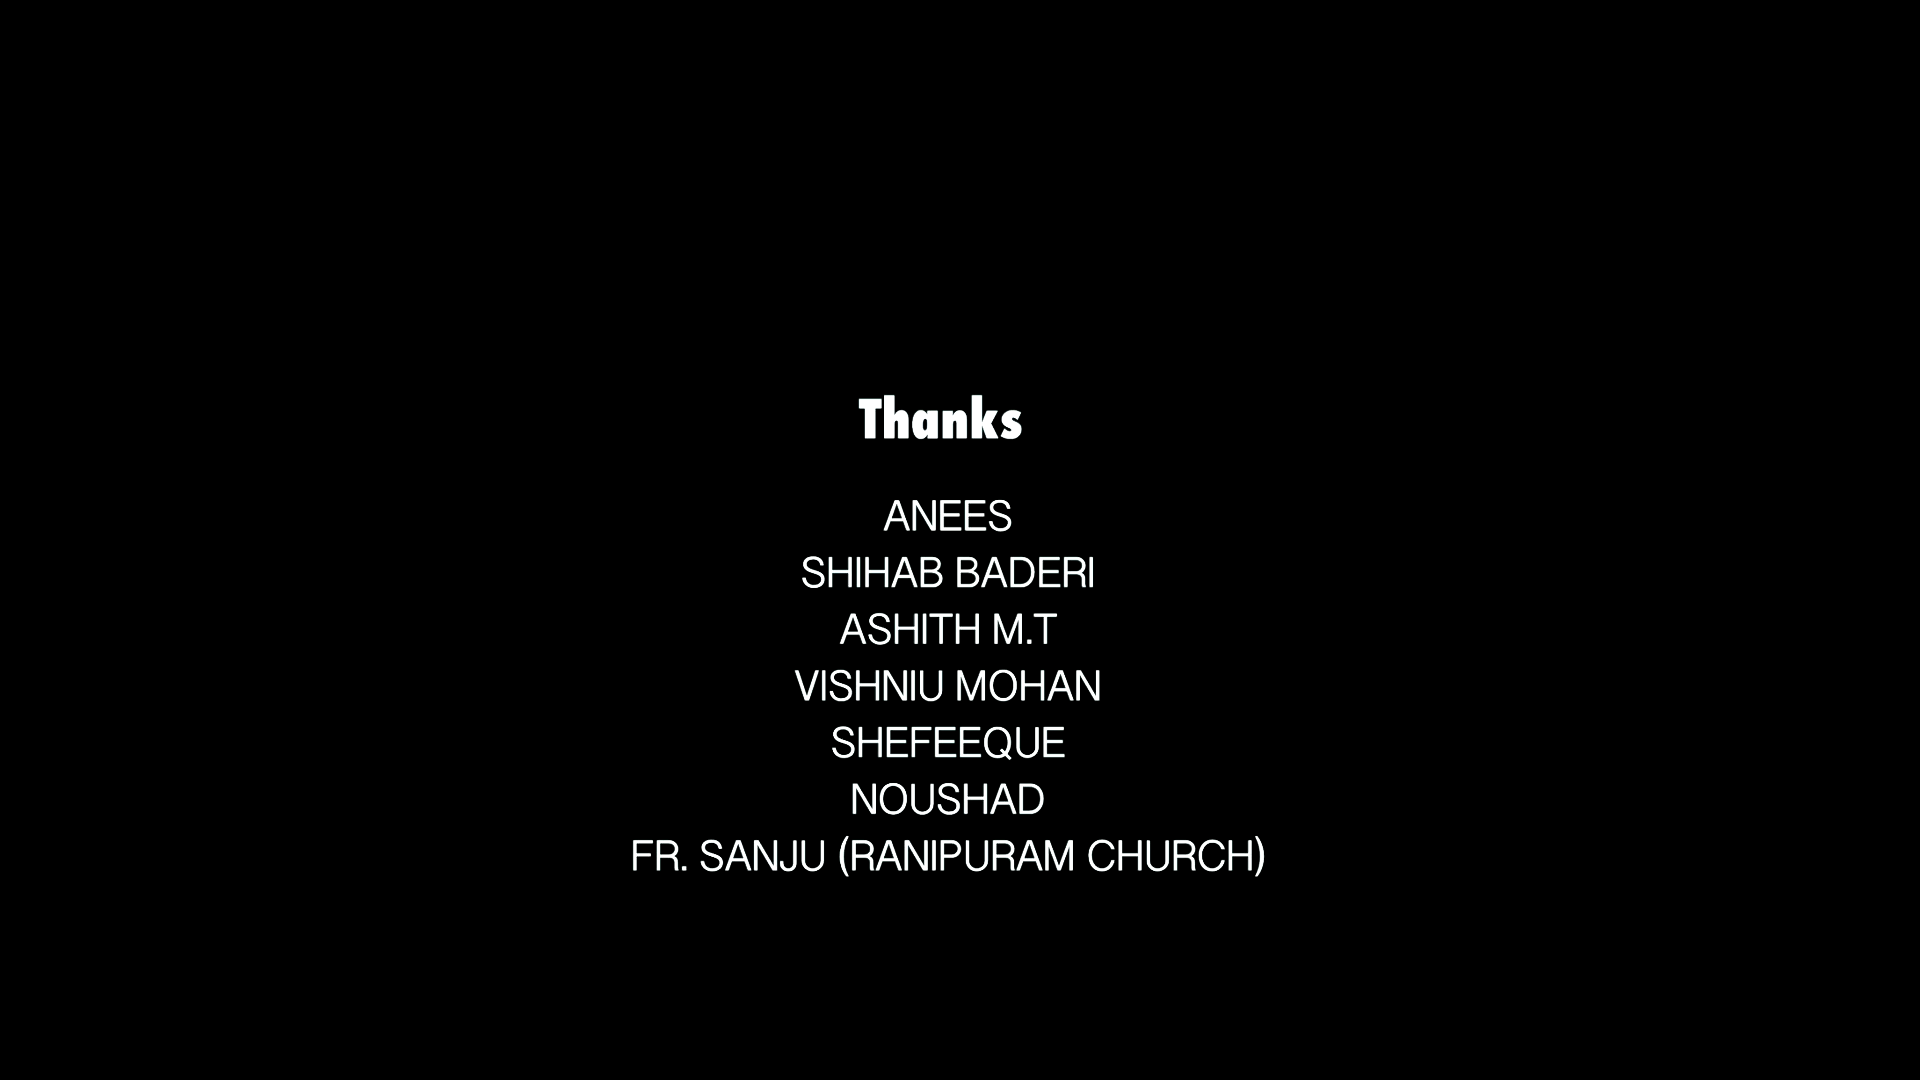 Thanks
ANEES
SHIHAB BADERI
ASHITH M.T
VISHNIU MOHAN
SHEFEEQUE
NOUSHAD
FR. SANJU (RANIPURAM CHURCH)